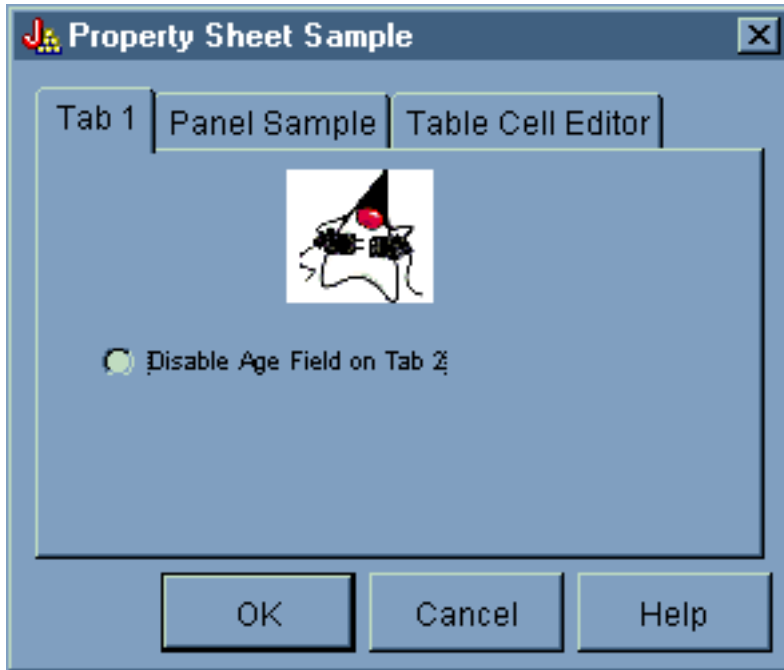 Property Sheet Sample
Tab 1 Panel Sample Table Cell Editor
Disable Age Field on Tab 2
OK Cancel Help